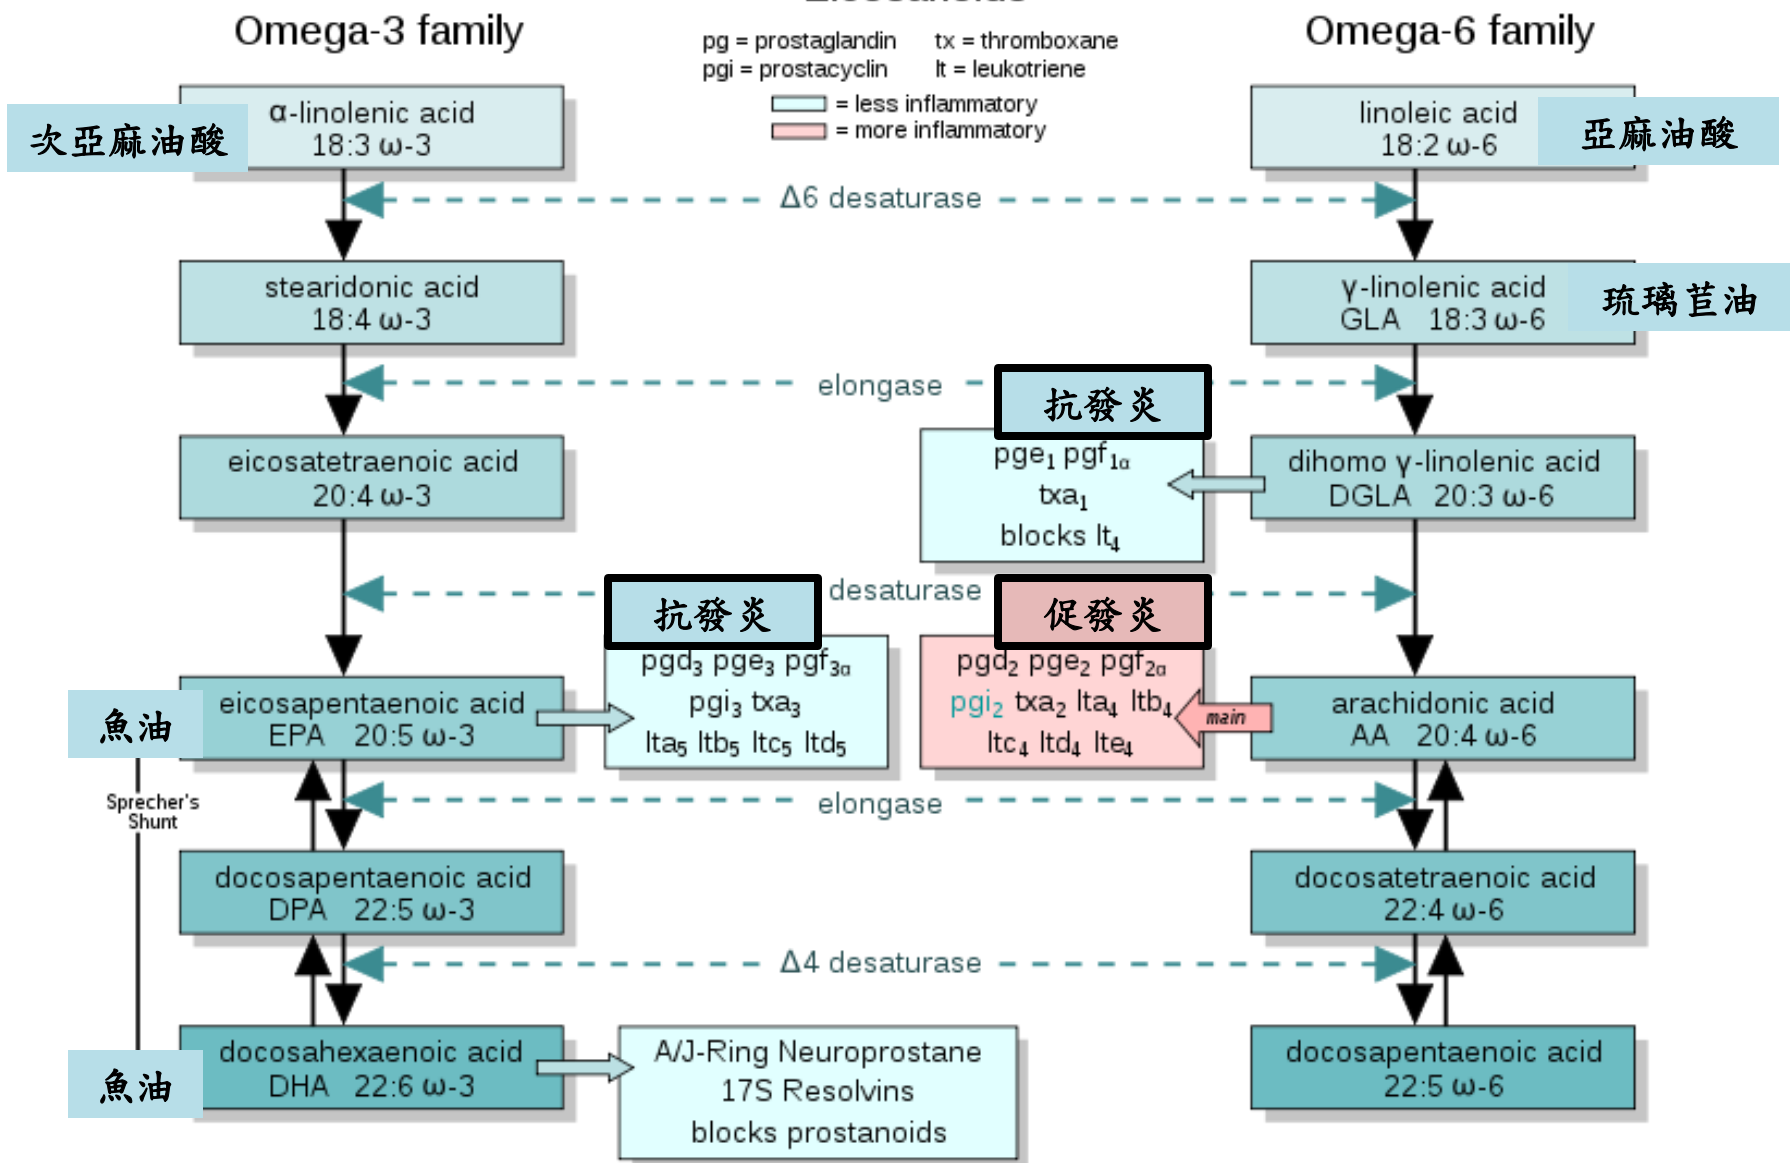 Omega-3 family
Omega-6 family
pg = prostaglandin tx = thromboxane
pgi = prostacyclin lt = leukotriene
= less inflammatory
= more inflammatory
次亞麻油酸
α-linolenic acid
18:3 ω-3
linoleic acid
18:2 ω-6
亞麻油酸
Δ6 desaturase
stearidonic acid
18:4 ω-3
γ-linolenic acid
GLA 18:3 ω-6
琉璃苣油
elongase
抗發炎
eicosatetraenoic acid
20:4 ω-3
pge₁ pgf₁α
txa₁
blocks lt₄
dihomo γ-linolenic acid
DGLA 20:3 ω-6
desaturase
抗發炎
促發炎
魚油
eicosapentaenoic acid
EPA 20:5 ω-3
pgd₃ pge₃ pgf₃α
pgi₃ txa₃
lta₅ ltb₅ ltc₅ ltd₅
pgd₂ pge₂ pgf₂α
pgi₂ txa₂ lta₄ ltb₄
ltc₄ ltd₄ lte₄
main
arachidonic acid
AA 20:4 ω-6
Sprecher's
Shunt
elongase
docosapentaenoic acid
DPA 22:5 ω-3
docosatetraenoic acid
22:4 ω-6
Δ4 desaturase
魚油
docosahexaenoic acid
DHA 22:6 ω-3
A/J-Ring Neuroprostane
17S Resolvins
blocks prostanoids
docosapentaenoic acid
22:5 ω-6